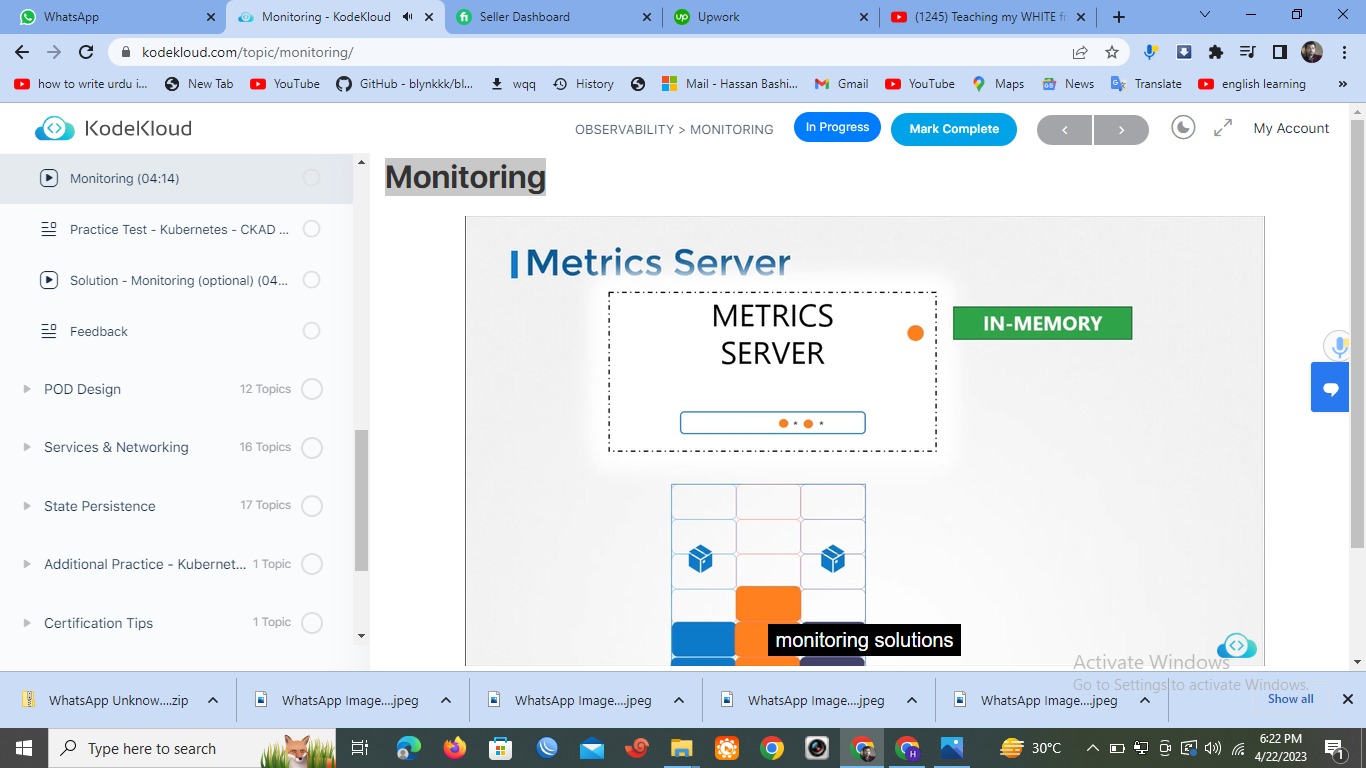 WhatsApp
Monitoring - KodeKloud
Seller Dashboard
Upwork
(1245) Teaching my WHITE fr
kodekloud.com/topic/monitoring/
how to write urdu i...
New Tab
YouTube
GitHub - blynkkk/bl...
wqq
History
Mail - Hassan Bashi...
Gmail
YouTube
Maps
News
Translate
english learning
KodeKloud
OBSERVABILITY > MONITORING
In Progress
Mark Complete
My Account
Monitoring (04:14)
Practice Test - Kubernetes - CKAD ...
Solution - Monitoring (optional) (04...
Feedback
POD Design 12 Topics
Services & Networking 16 Topics
State Persistence 17 Topics
Additional Practice - Kubernet... 1 Topic
Certification Tips 1 Topic
Monitoring
Metrics Server
METRICS
SERVER
IN-MEMORY
monitoring solutions
Activate Windows
Go to Settings to activate Windows.
WhatsApp Unknow....zip
WhatsApp Image....jpeg
WhatsApp Image....jpeg
WhatsApp Image....jpeg
WhatsApp Image....jpeg
Show all
Type here to search
30°C
6:22 PM
4/22/2023
1